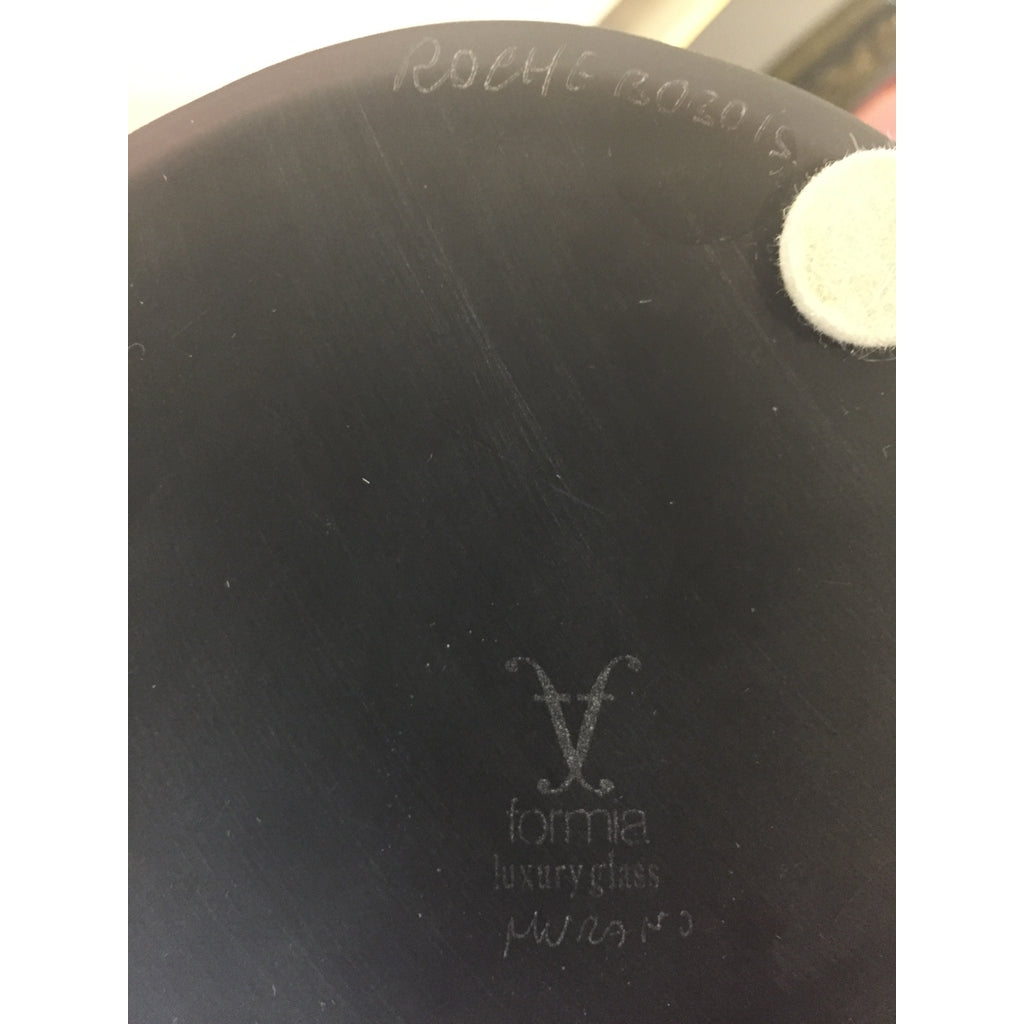 ROCHE BOBOIS
formia
luxury glass
MURANO